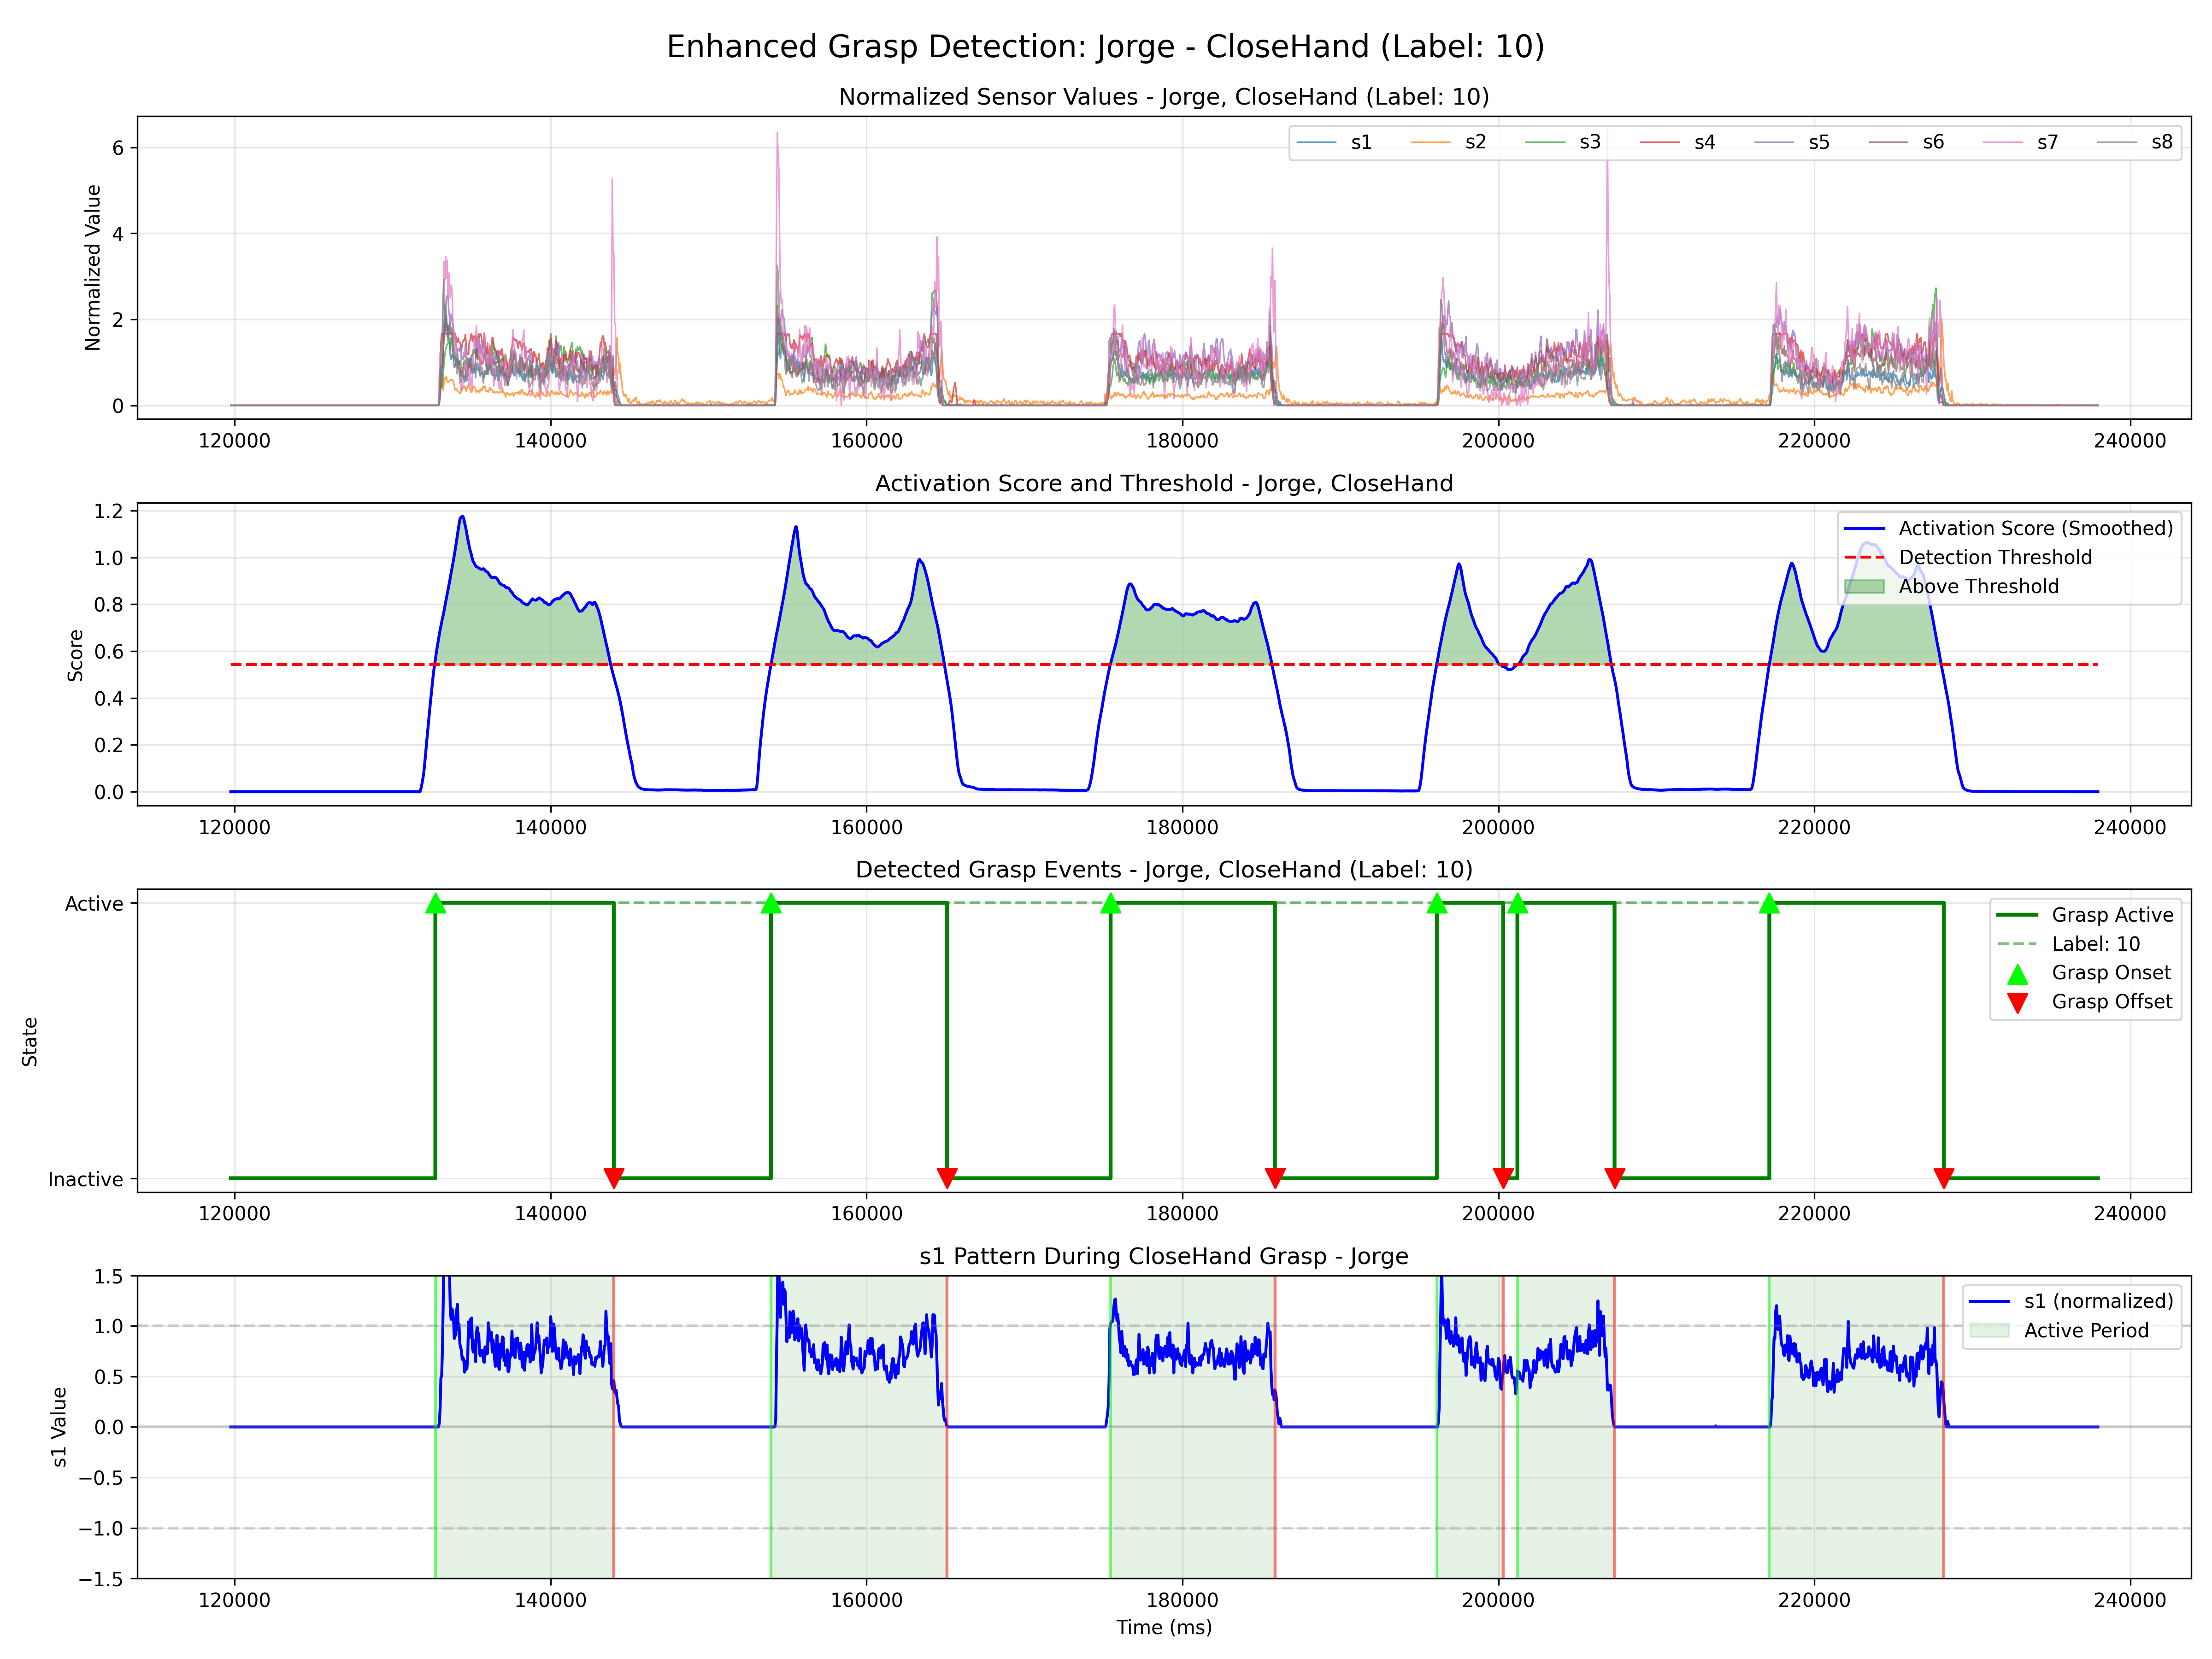 Enhanced Grasp Detection: Jorge - CloseHand (Label: 10)
Normalized Sensor Values - Jorge, CloseHand (Label: 10)
Normalized Value
6
4
2
0
s1 s2 s3 s4 s5 s6 s7 s8
120000 140000 160000 180000 200000 220000 240000
Activation Score and Threshold - Jorge, CloseHand
Score
1.2
1.0
0.8
0.6
0.4
0.2
0.0
Activation Score (Smoothed)
Detection Threshold
Above Threshold
120000 140000 160000 180000 200000 220000 240000
Detected Grasp Events - Jorge, CloseHand (Label: 10)
State
Active
Inactive
Grasp Active
Label: 10
Grasp Onset
Grasp Offset
120000 140000 160000 180000 200000 220000 240000
s1 Pattern During CloseHand Grasp - Jorge
s1 Value
1.5
1.0
0.5
0.0
−0.5
−1.0
−1.5
s1 (normalized)
Active Period
120000 140000 160000 180000 200000 220000 240000
Time (ms)